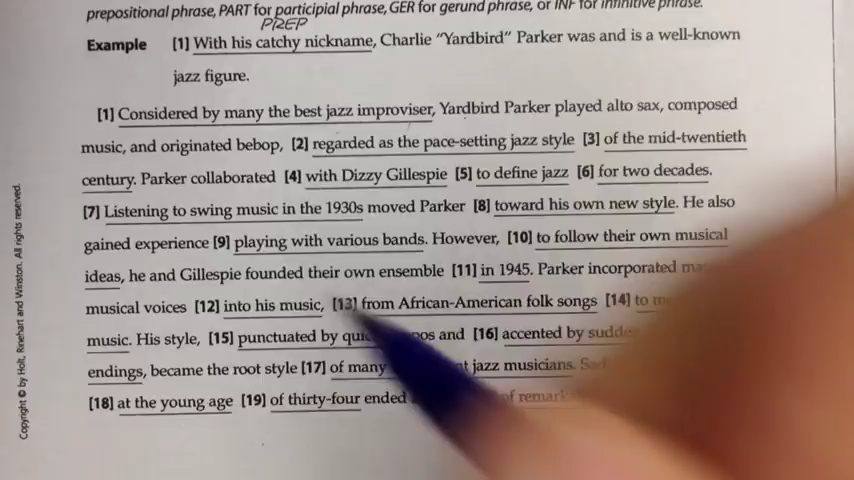 prepositional phrase, PART for participial phrase, GER for gerund phrase, or INF for infinitive phrase.
PREP
Example [1] With his catchy nickname, Charlie "Yardbird" Parker was and is a well-known
jazz figure.
[1] Considered by many the best jazz improviser, Yardbird Parker played alto sax, composed
music, and originated bebop, [2] regarded as the pace-setting jazz style [3] of the mid-twentieth
century. Parker collaborated [4] with Dizzy Gillespie [5] to define jazz [6] for two decades.
[7] Listening to swing music in the 1930s moved Parker [8] toward his own new style. He also
gained experience [9] playing with various bands. However, [10] to follow their own musical
ideas, he and Gillespie founded their own ensemble [11] in 1945. Parker incorporated
musical voices [12] into his music, [13] from African-American folk songs [14] to
music. His style, [15] punctuated by and [16] accented by
endings, became the root style [17] of many jazz musicians.
[18] at the young age [19] of thirty-four ended of
Copyright © by Holt, Rinehart and Winston. All rights reserved.